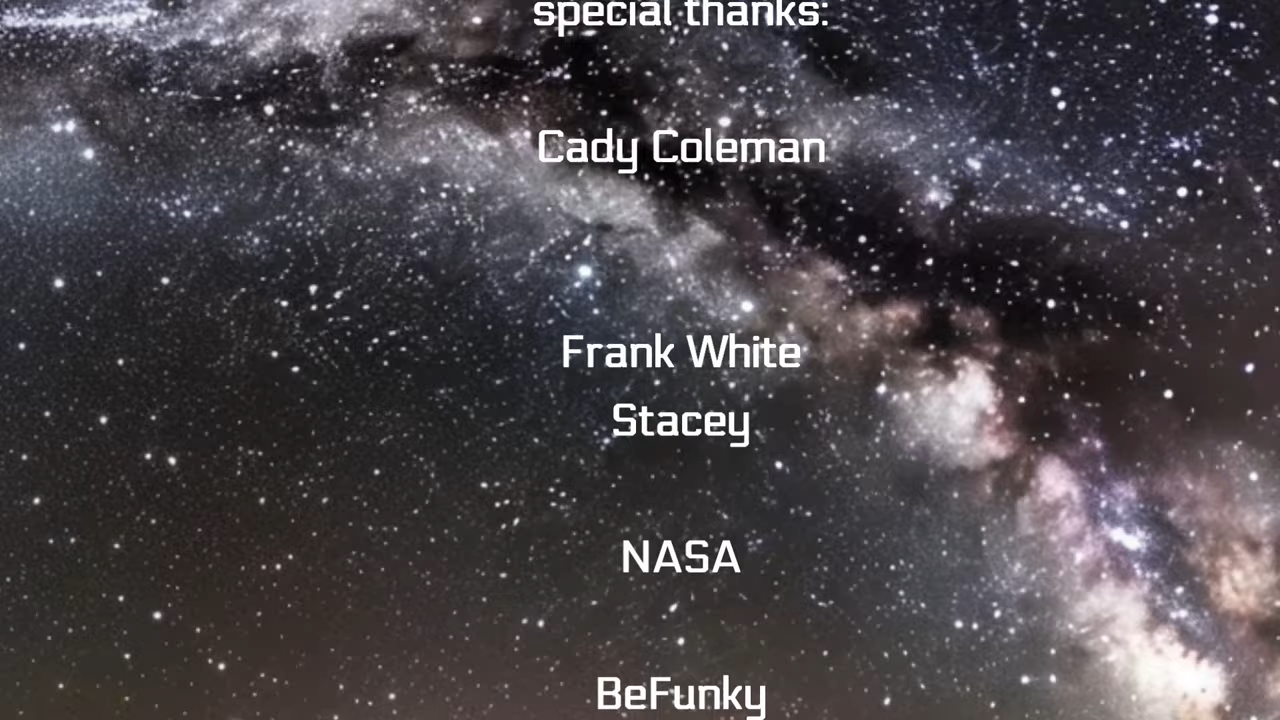 special thanks:
Cady Coleman
Frank White
Stacey
NASA
BeFunky